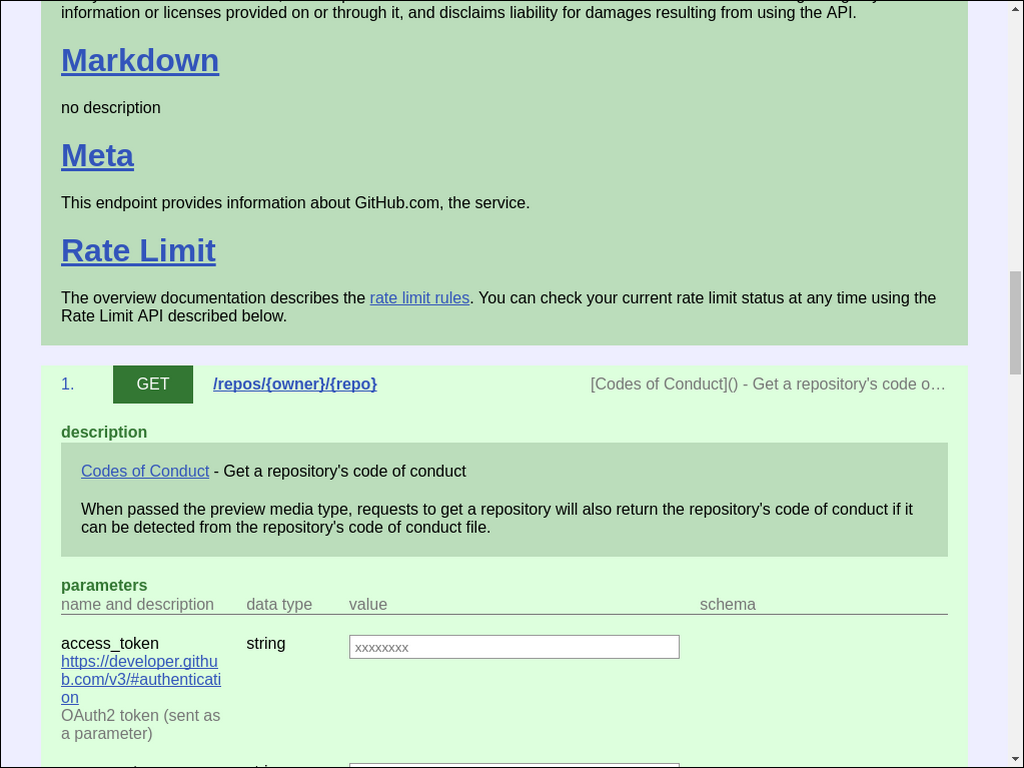 information or licenses provided on or through it, and disclaims liability for damages resulting from using the API.
Markdown
no description
Meta
This endpoint provides information about GitHub.com, the service.
Rate Limit
The overview documentation describes the rate limit rules. You can check your current rate limit status at any time using the
Rate Limit API described below.
1. GET /repos/{owner}/{repo} [Codes of Conduct]() - Get a repository's code o…
description
Codes of Conduct - Get a repository's code of conduct
When passed the preview media type, requests to get a repository will also return the repository's code of conduct if it
can be detected from the repository's code of conduct file.
parameters
name and description data type value schema
access_token string xxxxxxxx
https://developer.githu
b.com/v3/#authenticati
on
OAuth2 token (sent as
a parameter)